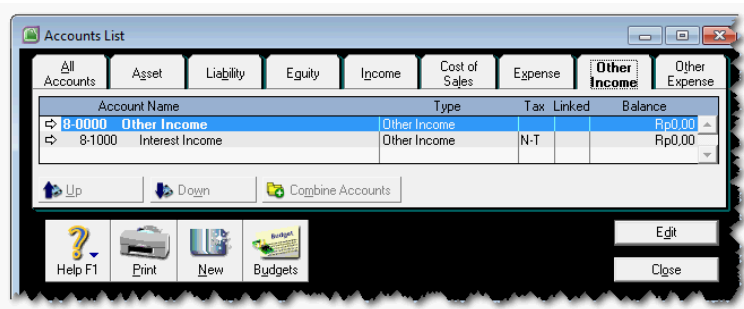 Accounts List
All Accounts Asset Liability Equity Income Cost of Sales Expense Other Income Other Expense
Account Name Type Tax Linked Balance
8-0000 Other Income Other Income Rp0,00
8-1000 Interest Income Other Income N-T Rp0,00
Up Down Combine Accounts
Budget
Edit
Help F1 Print New Budgets
Close